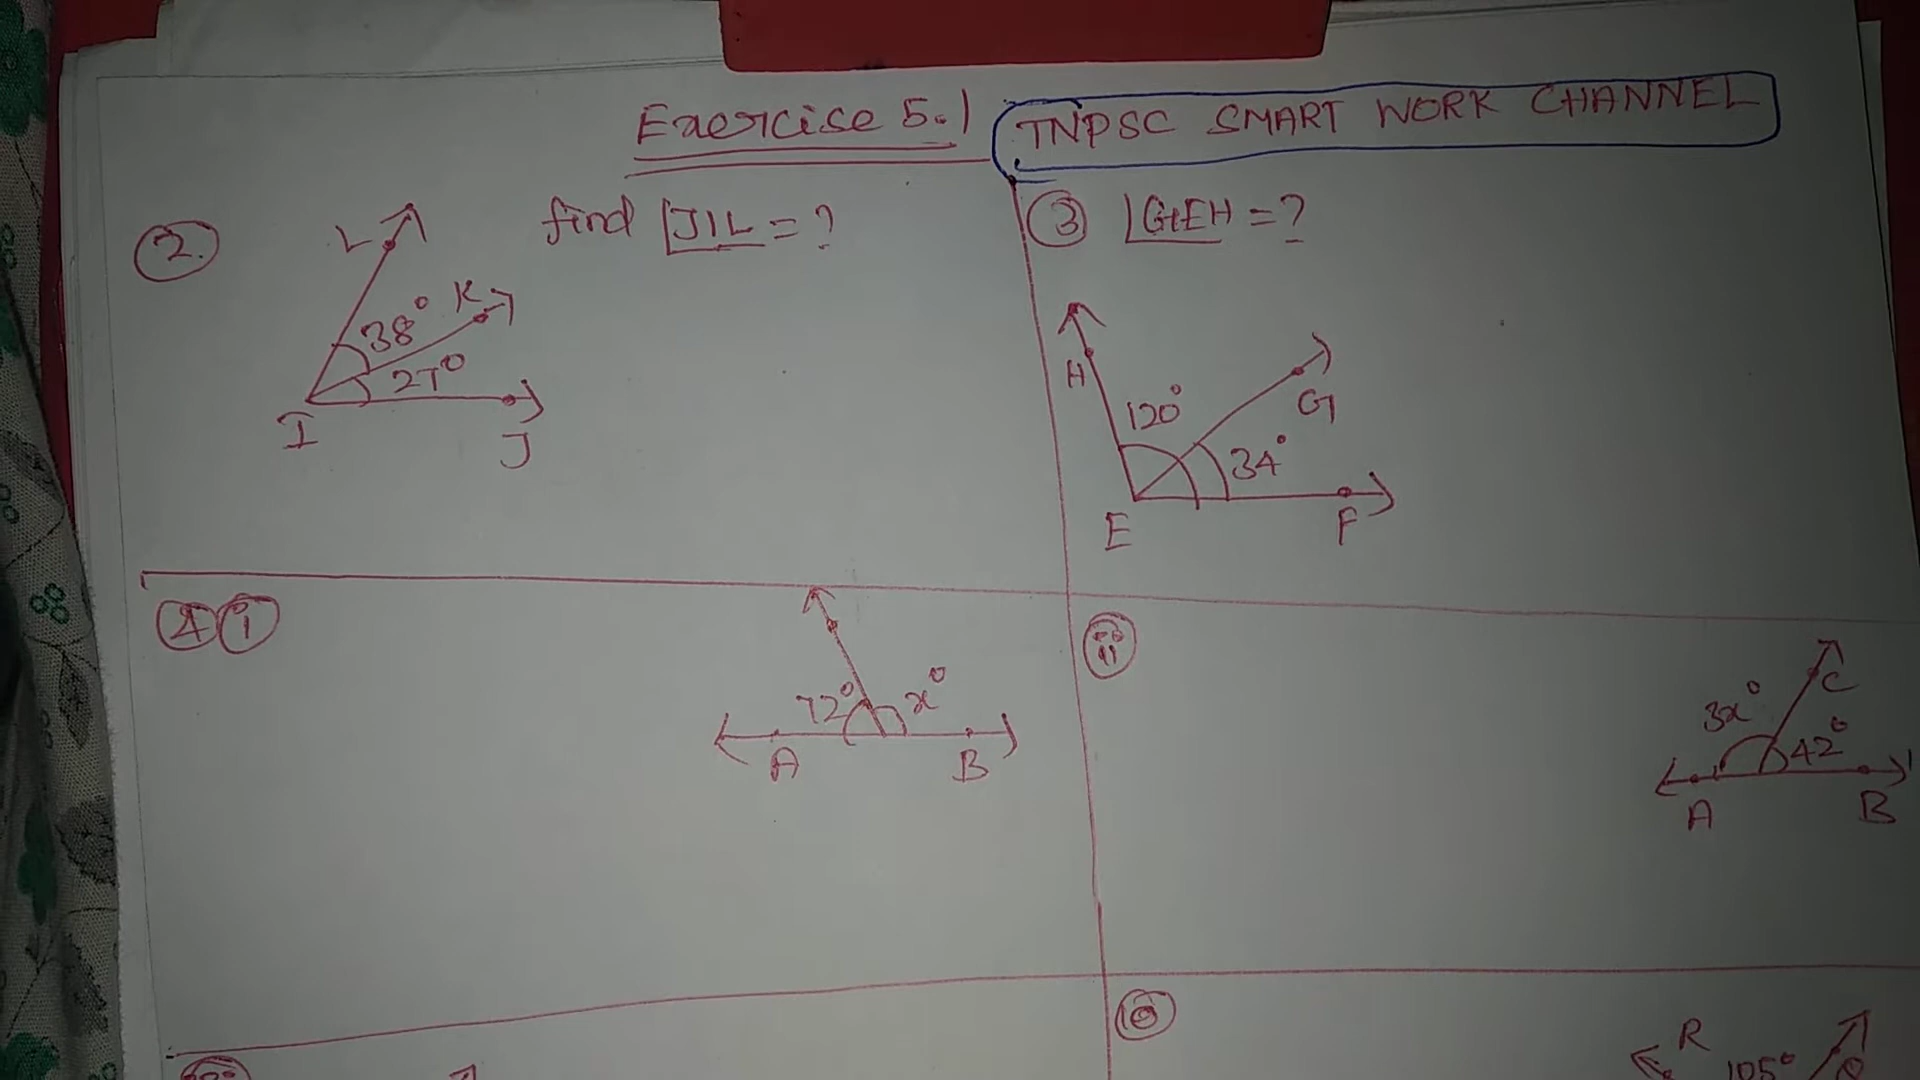 Exercise 5.1
TNPSC SMART WORK CHANNEL
2.
find ∠JIL = ?
L
38° K
27°
I
J
3 ∠GEH = ?
H
120°
G
34°
E
F
4 i
72° x°
A B
ii
3x° C
42°
A B
R
105°